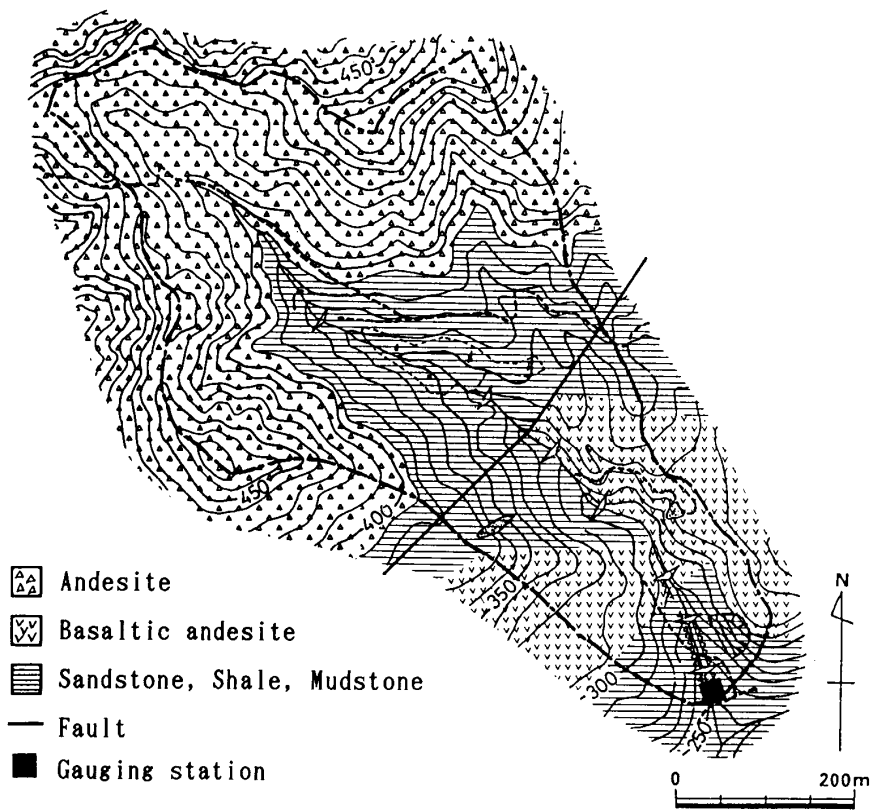 450
450
400
350
300
250
Andesite
Basaltic andesite
Sandstone, Shale, Mudstone
Fault
Gauging station
N
0 200m